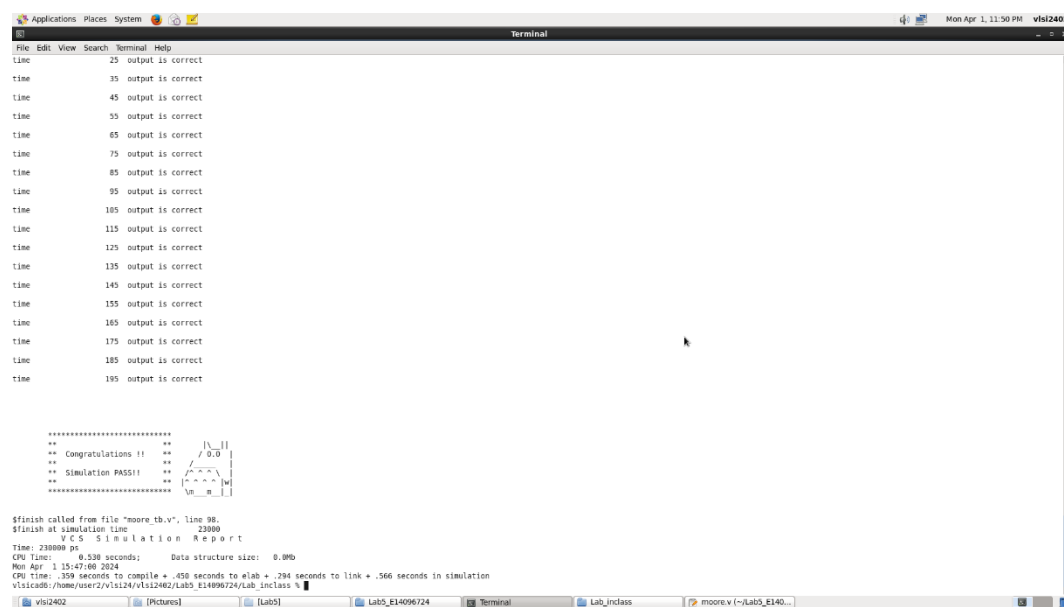 Applications Places System Mon Apr 1, 11:50 PM vlsi240
Terminal
File Edit View Search Terminal Help
time 25 output is correct
time 35 output is correct
time 45 output is correct
time 55 output is correct
time 65 output is correct
time 75 output is correct
time 85 output is correct
time 95 output is correct
time 105 output is correct
time 115 output is correct
time 125 output is correct
time 135 output is correct
time 145 output is correct
time 155 output is correct
time 165 output is correct
time 175 output is correct
time 185 output is correct
time 195 output is correct
****************************
** ** |\__||
** Congratulations !! ** / 0.0 |
** ** /_____ |
** Simulation PASS!! ** /^ ^ ^ \ |
** ** |^ ^ ^ ^ |w|
**************************** \m___m__|_|
$finish called from file "moore_tb.v", line 98.
$finish at simulation time 23000
V C S S i m u l a t i o n R e p o r t
Time: 230000 ps
CPU Time: 0.530 seconds; Data structure size: 0.0Mb
Mon Apr 1 15:47:00 2024
CPU time: .359 seconds to compile + .450 seconds to elab + .294 seconds to link + .566 seconds in simulation
vlsicad6:/home/user2/vlsi24/vlsi2402/Lab5_E14096724/Lab_inclass %
vlsi2402 [Pictures] [Lab5] Lab5_E14096724 Terminal Lab_inclass moore.v (~/Lab5_E140...